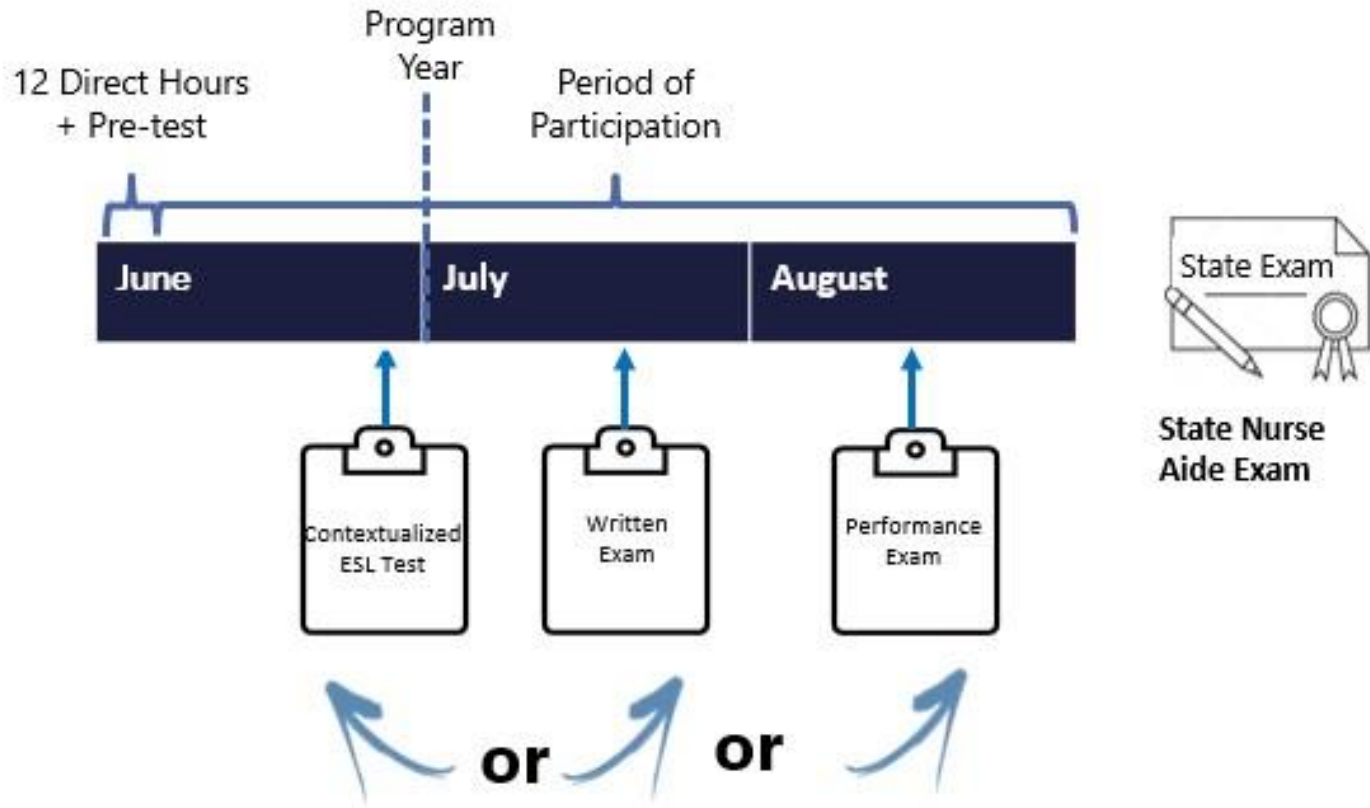 Program
Year
12 Direct Hours
+ Pre-test
Period of
Participation
June
July
August
State Exam
State Nurse
Aide Exam
Contextualized
ESL Test
Written
Exam
Performance
Exam
or
or